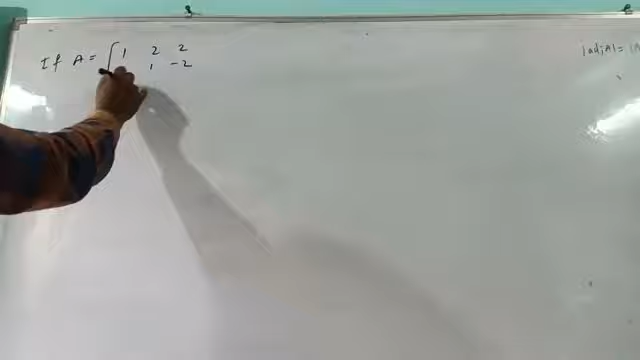 If A = [ 1 2 2
1 -2
|adjA| =